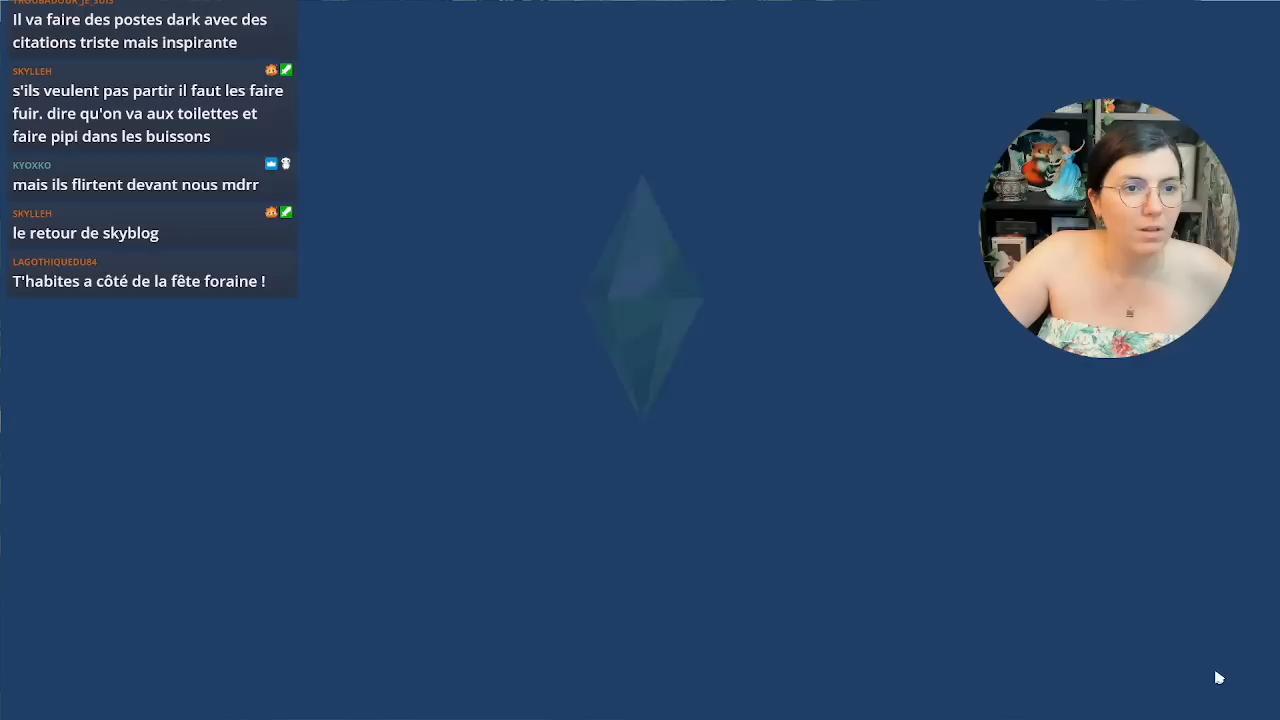 TROUBADOUR_JE_SUIS
Il va faire des postes dark avec des
citations triste mais inspirante
SKYLLEH
s'ils veulent pas partir il faut les faire
fuir. dire qu'on va aux toilettes et
faire pipi dans les buissons
KYOXKO
mais ils flirtent devant nous mdrr
SKYLLEH
le retour de skyblog
LAGOTHIQUEDU84
T'habites a côté de la fête foraine !